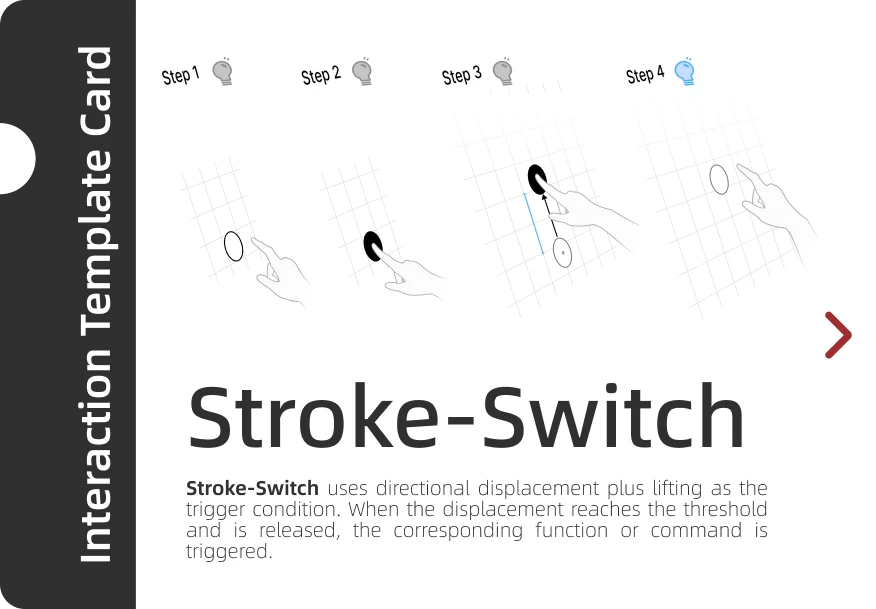 Interaction Template Card
Step 1
Step 2
Step 3
Step 4
Stroke-Switch
Stroke-Switch uses directional displacement plus lifting as the
trigger condition. When the displacement reaches the threshold
and is released, the corresponding function or command is
triggered.